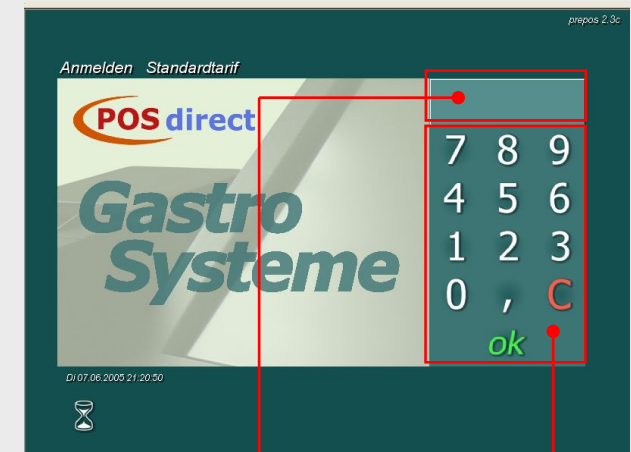 prepos 2.3c
Anmelden Standardtarif
POS direct
Gastro
Systeme
7 8 9
4 5 6
1 2 3
0 , C
ok
Di 07.06.2005 21:20:50